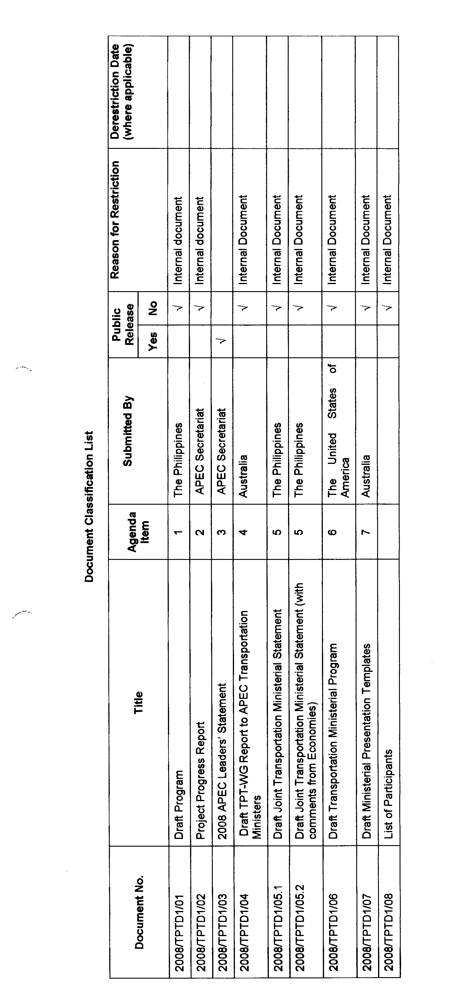 Document Classification List
Document No. Title Agenda Item Submitted By Public Release Reason for Restriction Derestriction Date (where applicable)
Yes No
2008/TPTD1/01 Draft Program 1 The Philippines √ Internal document
2008/TPTD1/02 Project Progress Report 2 APEC Secretariat √ Internal document
2008/TPTD1/03 2008 APEC Leaders' Statement 3 APEC Secretariat √
2008/TPTD1/04 Draft TPT-WG Report to APEC Transportation 4 Australia √ Internal Document
Ministers
2008/TPTD1/05.1 Draft Joint Transportation Ministerial Statement 5 The Philippines √ Internal Document
2008/TPTD1/05.2 Draft Joint Transportation Ministerial Statement (with 5 The Philippines √ Internal Document
comments from Economies)
2008/TPTD1/06 Draft Transportation Ministerial Program 6 The United States of √ Internal Document
America
2008/TPTD1/07 Draft Ministerial Presentation Templates 7 Australia √ Internal Document
2008/TPTD1/08 List of Participants √ Internal Document